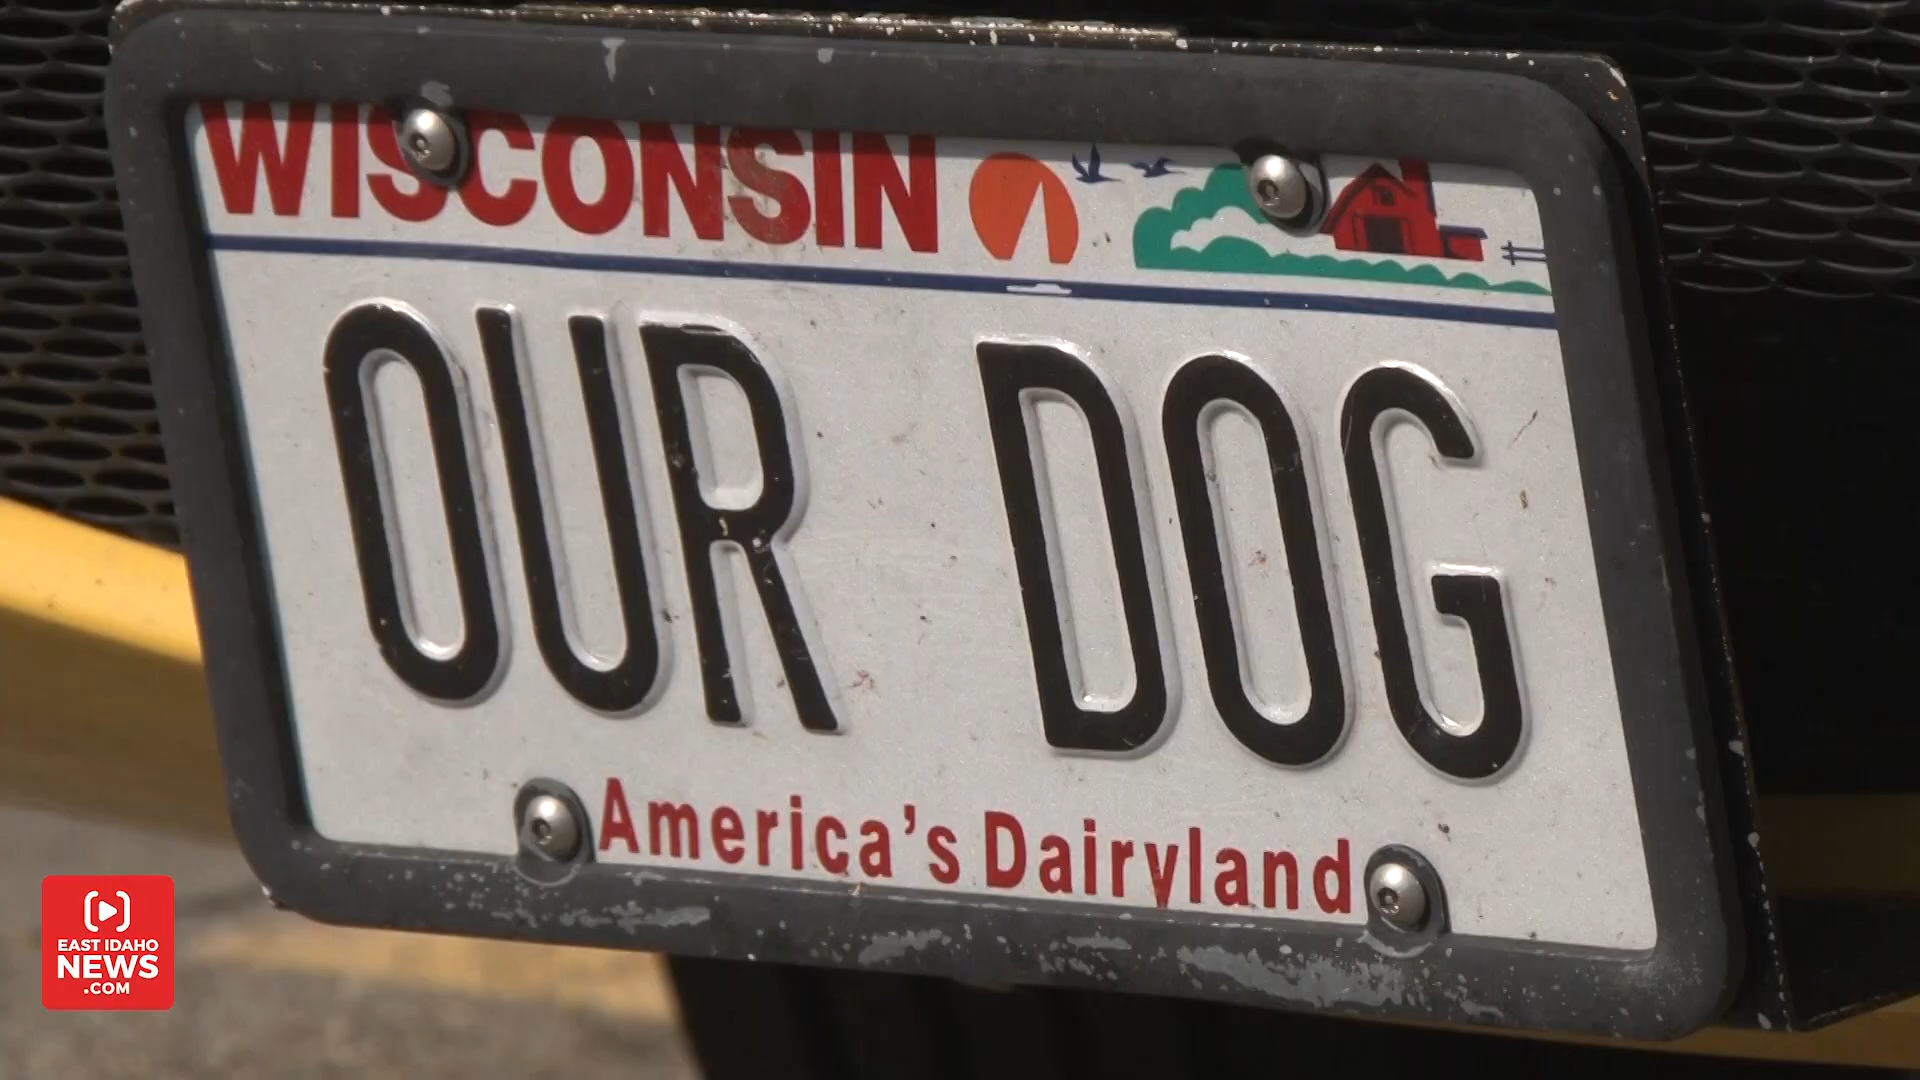 WISCONSIN
OUR DOG
America's Dairyland
EAST IDAHO
NEWS
.COM